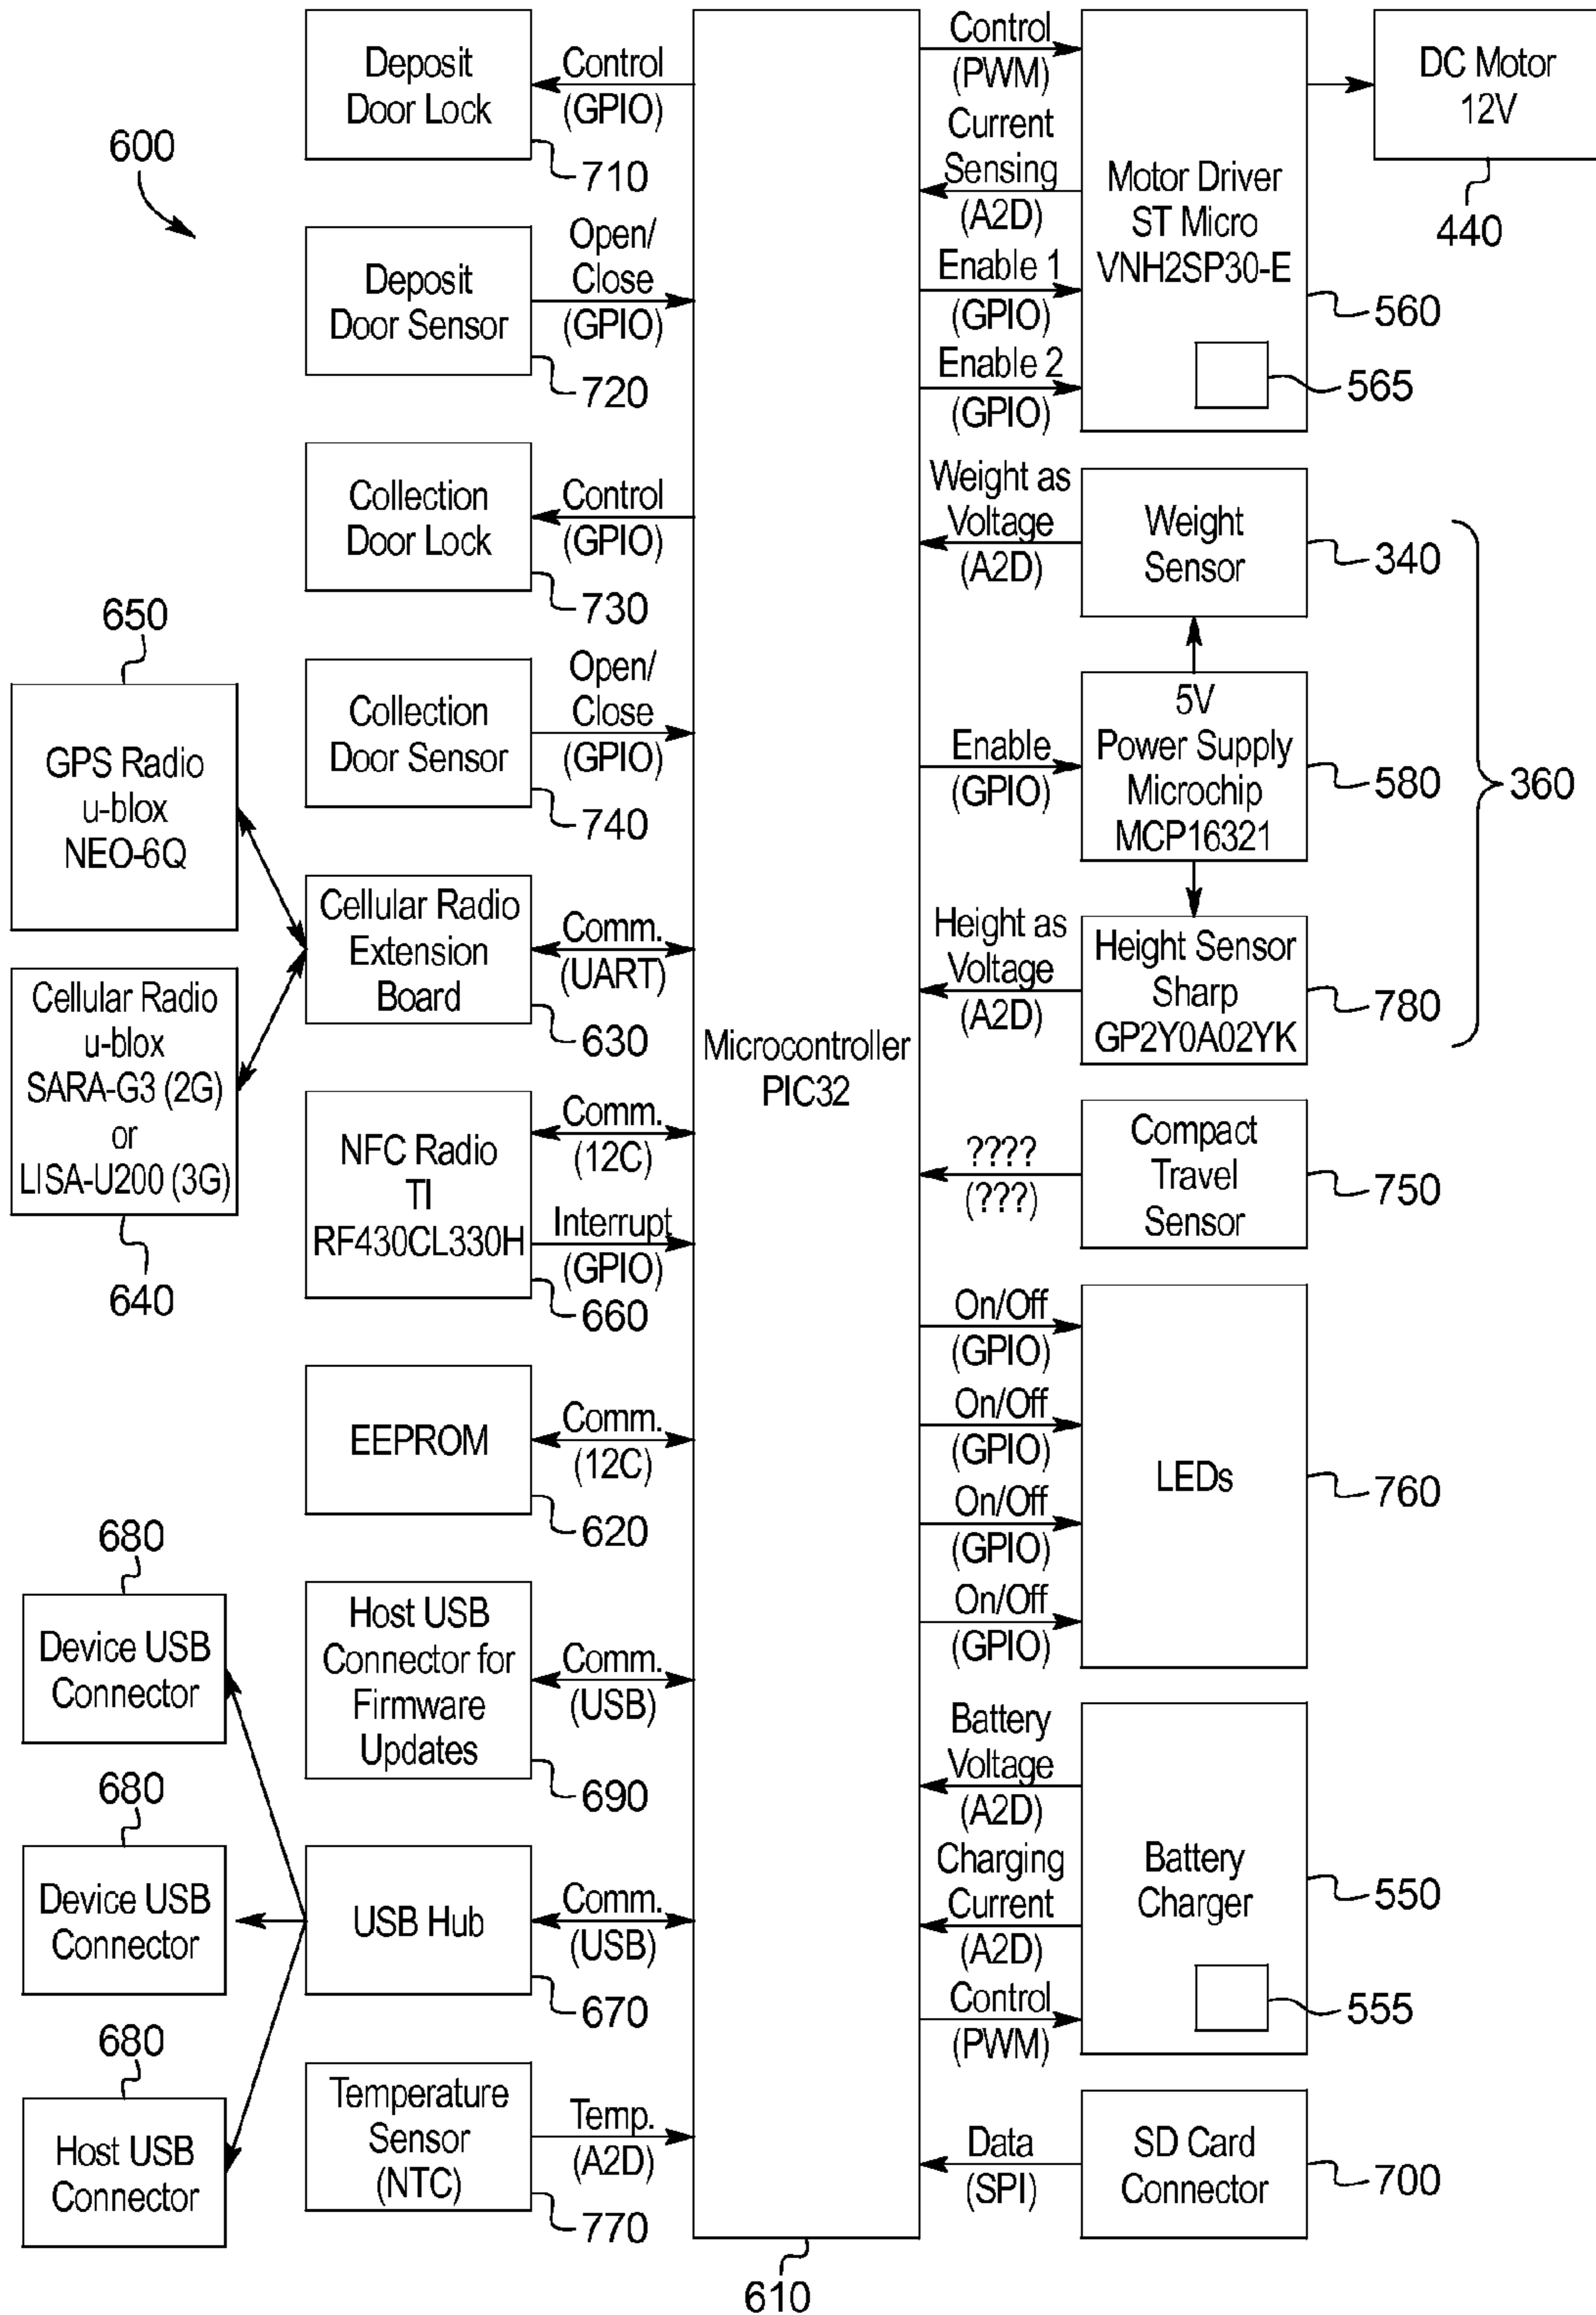 600
Deposit
Door Lock
Control
(GPIO)
710
Deposit
Door Sensor
Open/
Close
(GPIO)
720
Collection
Door Lock
Control
(GPIO)
730
Collection
Door Sensor
Open/
Close
(GPIO)
740
650
GPS Radio
u-blox
NEO-6Q
Cellular Radio
u-blox
SARA-G3 (2G)
or
LISA-U200 (3G)
640
Cellular Radio
Extension
Board
Comm.
(UART)
630
NFC Radio
TI
RF430CL330H
Comm.
(12C)
Interrupt
(GPIO)
660
EEPROM
Comm.
(12C)
620
Host USB
Connector for
Firmware
Updates
Comm.
(USB)
690
680
Device USB
Connector
680
Device USB
Connector
680
Host USB
Connector
USB Hub
Comm.
(USB)
670
Temperature
Sensor
(NTC)
Temp.
(A2D)
770
Microcontroller
PIC32
610
Control
(PWM)
Current
Sensing
(A2D)
Enable 1
(GPIO)
Enable 2
(GPIO)
Motor Driver
ST Micro
VNH2SP30-E
560
565
DC Motor
12V
440
Weight as
Voltage
(A2D)
Weight
Sensor
340
Enable
(GPIO)
5V
Power Supply
Microchip
MCP16321
580
360
Height as
Voltage
(A2D)
Height Sensor
Sharp
GP2Y0A02YK
780
????
(???)
Compact
Travel
Sensor
750
On/Off
(GPIO)
On/Off
(GPIO)
On/Off
(GPIO)
On/Off
(GPIO)
LEDs
760
Battery
Voltage
(A2D)
Charging
Current
(A2D)
Control
(PWM)
Battery
Charger
550
555
Data
(SPI)
SD Card
Connector
700